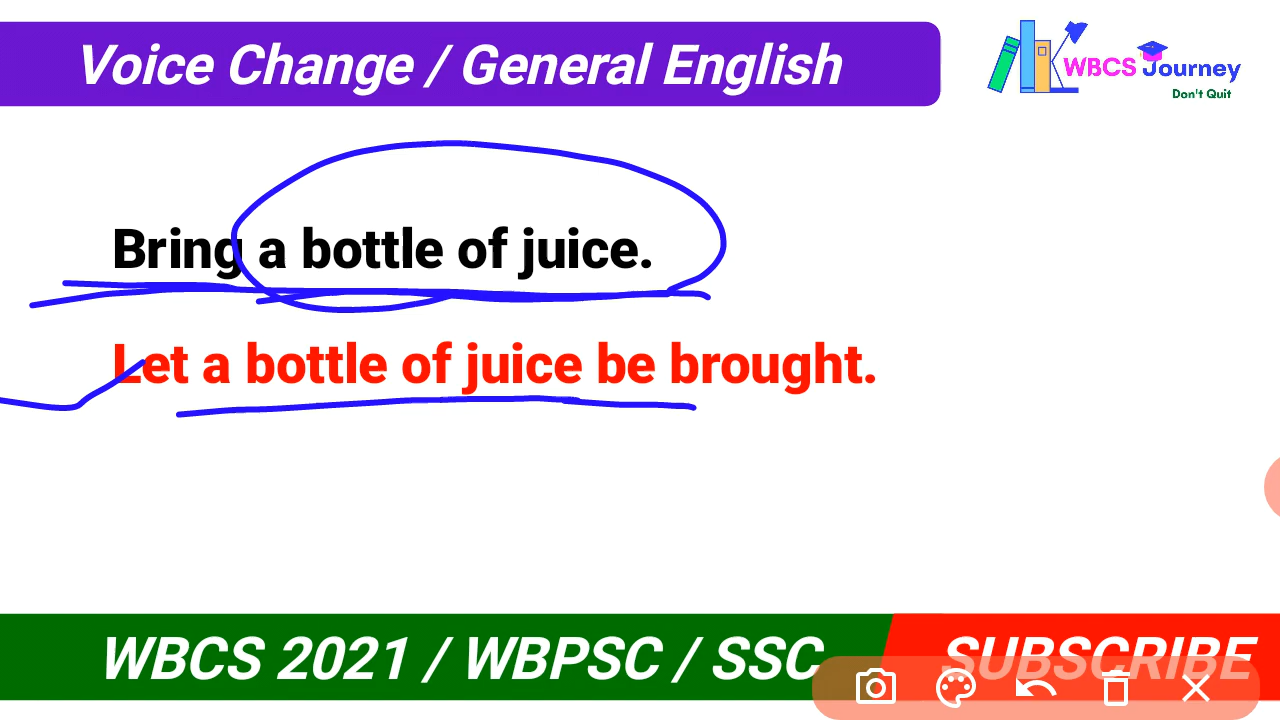 Voice Change / General English
WBCS Journey
Don't Quit
Bring a bottle of juice.
Let a bottle of juice be brought.
WBCS 2021 / WBPSC / SSC
SUBSCRIBE